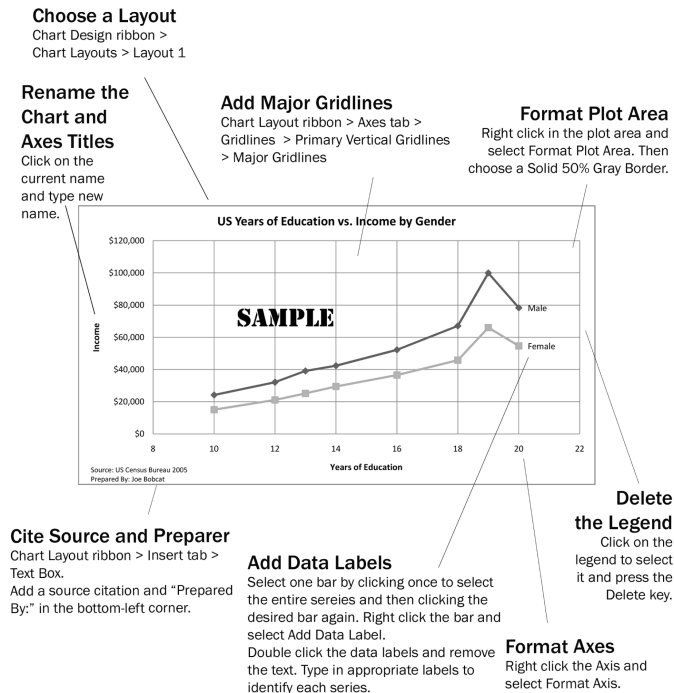 Choose a Layout
Chart Design ribbon >
Chart Layouts > Layout 1
Rename the
Chart and
Axes Titles
Click on the
current name
and type new
name.
Add Major Gridlines
Chart Layout ribbon > Axes tab >
Gridlines > Primary Vertical Gridlines
> Major Gridlines
Format Plot Area
Right click in the plot area and
select Format Plot Area. Then
choose a Solid 50% Gray Border.
US Years of Education vs. Income by Gender
$120,000
$100,000
$80,000
$60,000
$40,000
$20,000
$0
Income
SAMPLE
Male
Female
8 10 12 14 16 18 20 22
Years of Education
Source: US Census Bureau 2005
Prepared By: Joe Bobcat
Cite Source and Preparer
Chart Layout ribbon > Insert tab >
Text Box.
Add a source citation and “Prepared
By:” in the bottom-left corner.
Add Data Labels
Select one bar by clicking once to select
the entire sereies and then clicking the
desired bar again. Right click the bar and
select Add Data Label.
Double click the data labels and remove
the text. Type in appropriate labels to
identify each series.
Delete
the Legend
Click on the
legend to select
it and press the
Delete key.
Format Axes
Right click the Axis and
select Format Axis.